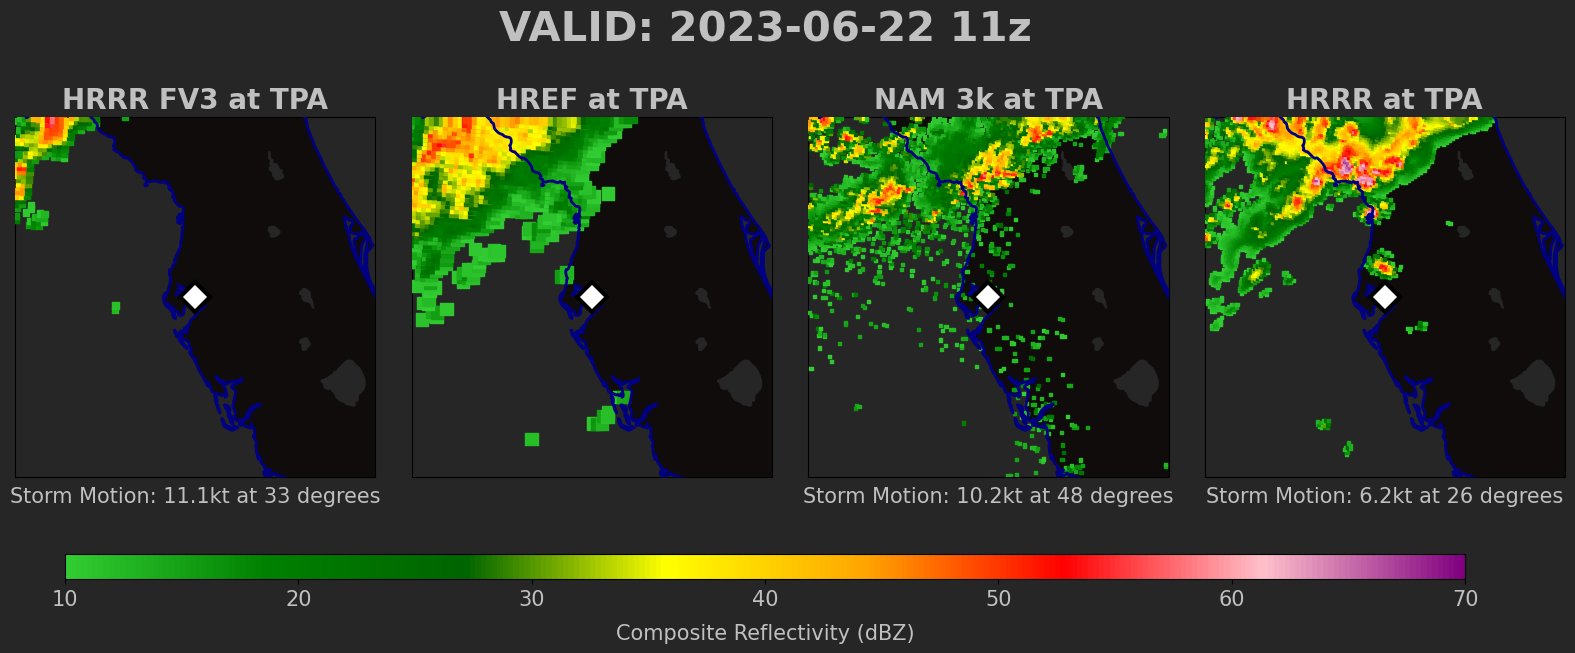 VALID: 2023-06-22 11z
HRRR FV3 at TPA
HREF at TPA
NAM 3k at TPA
HRRR at TPA
Storm Motion: 11.1kt at 33 degrees
Storm Motion: 10.2kt at 48 degrees
Storm Motion: 6.2kt at 26 degrees
10 20 30 40 50 60 70
Composite Reflectivity (dBZ)